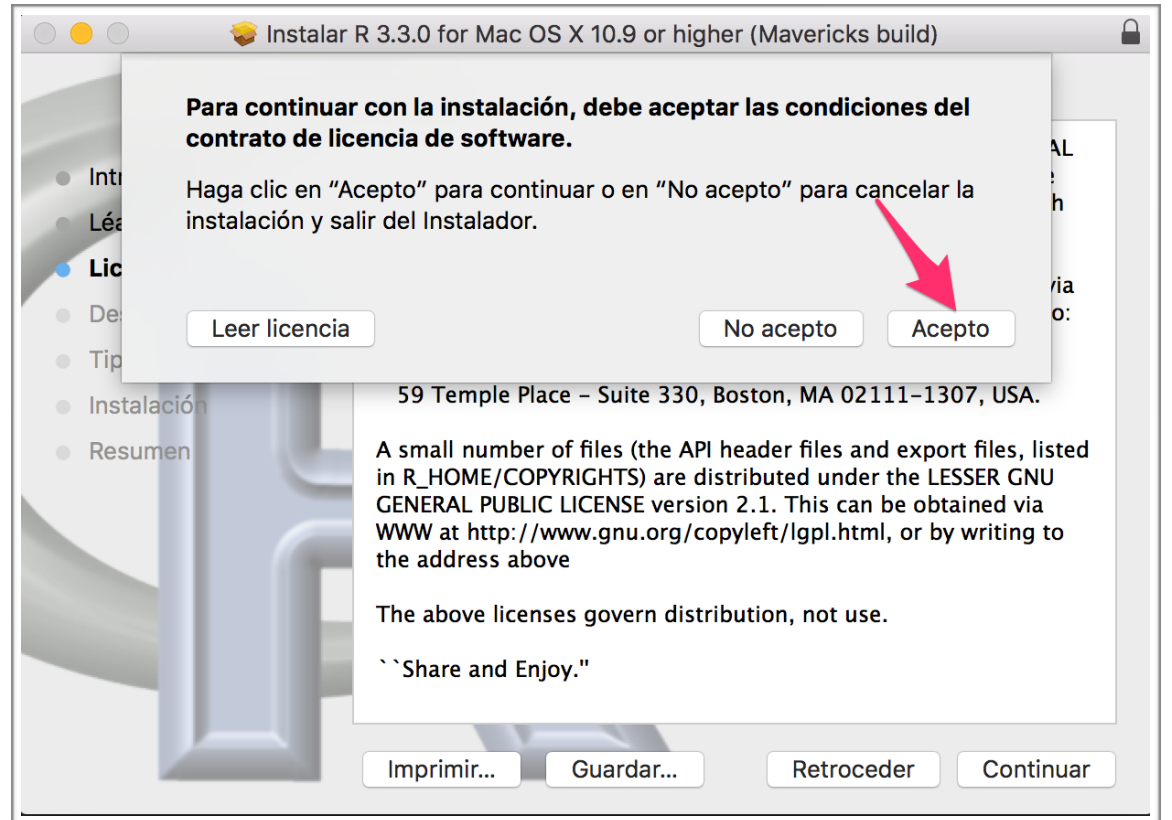 Instalar R 3.3.0 for Mac OS X 10.9 or higher (Mavericks build)
Para continuar con la instalación, debe aceptar las condiciones del
contrato de licencia de software.
Haga clic en “Acepto” para continuar o en “No acepto” para cancelar la
instalación y salir del Instalador.
Leer licencia
No acepto
Acepto
Instalación
Resumen
59 Temple Place – Suite 330, Boston, MA 02111–1307, USA.
A small number of files (the API header files and export files, listed
in R_HOME/COPYRIGHTS) are distributed under the LESSER GNU
GENERAL PUBLIC LICENSE version 2.1. This can be obtained via
WWW at http://www.gnu.org/copyleft/lgpl.html, or by writing to
the address above
The above licenses govern distribution, not use.
``Share and Enjoy."
Imprimir...
Guardar...
Retroceder
Continuar